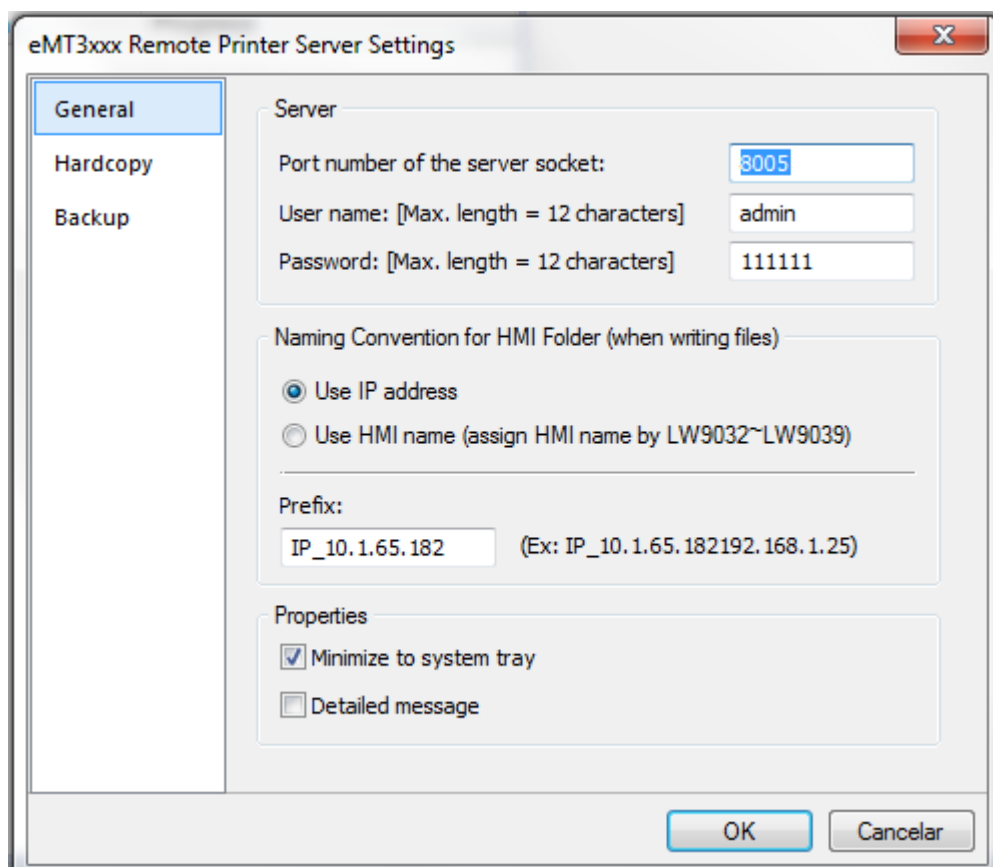 eMT3xxx Remote Printer Server Settings
General
Hardcopy
Backup
Server
Port number of the server socket: 8005
User name: [Max. length = 12 characters] admin
Password: [Max. length = 12 characters] 111111
Naming Convention for HMI Folder (when writing files)
Use IP address
Use HMI name (assign HMI name by LW9032~LW9039)
Prefix:
IP_10.1.65.182 (Ex: IP_10.1.65.182192.168.1.25)
Properties
Minimize to system tray
Detailed message
OK Cancelar